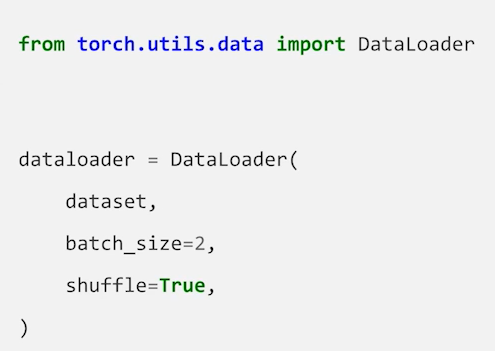 from torch.utils.data import DataLoader
dataloader = DataLoader(
    dataset,
    batch_size=2,
    shuffle=True,
)